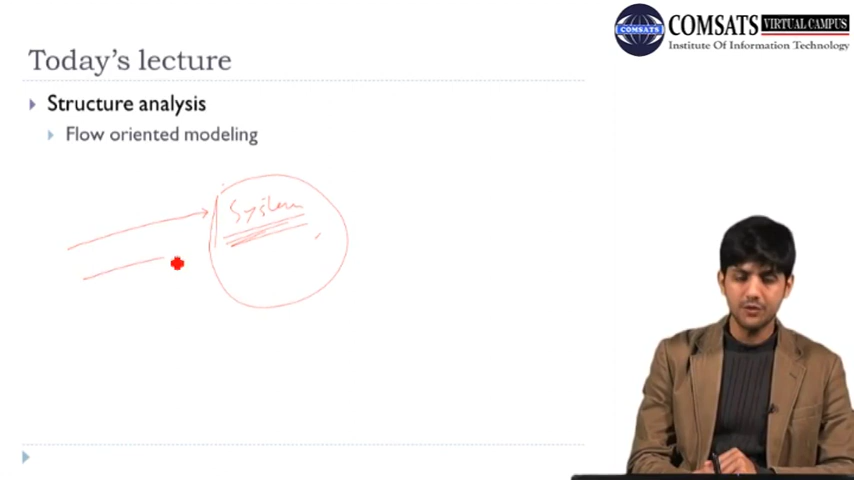 COMSATS VIRTUAL CAMPUS
COMSATS
Institute Of Information Technology
Today's lecture
Structure analysis
Flow oriented modeling
System